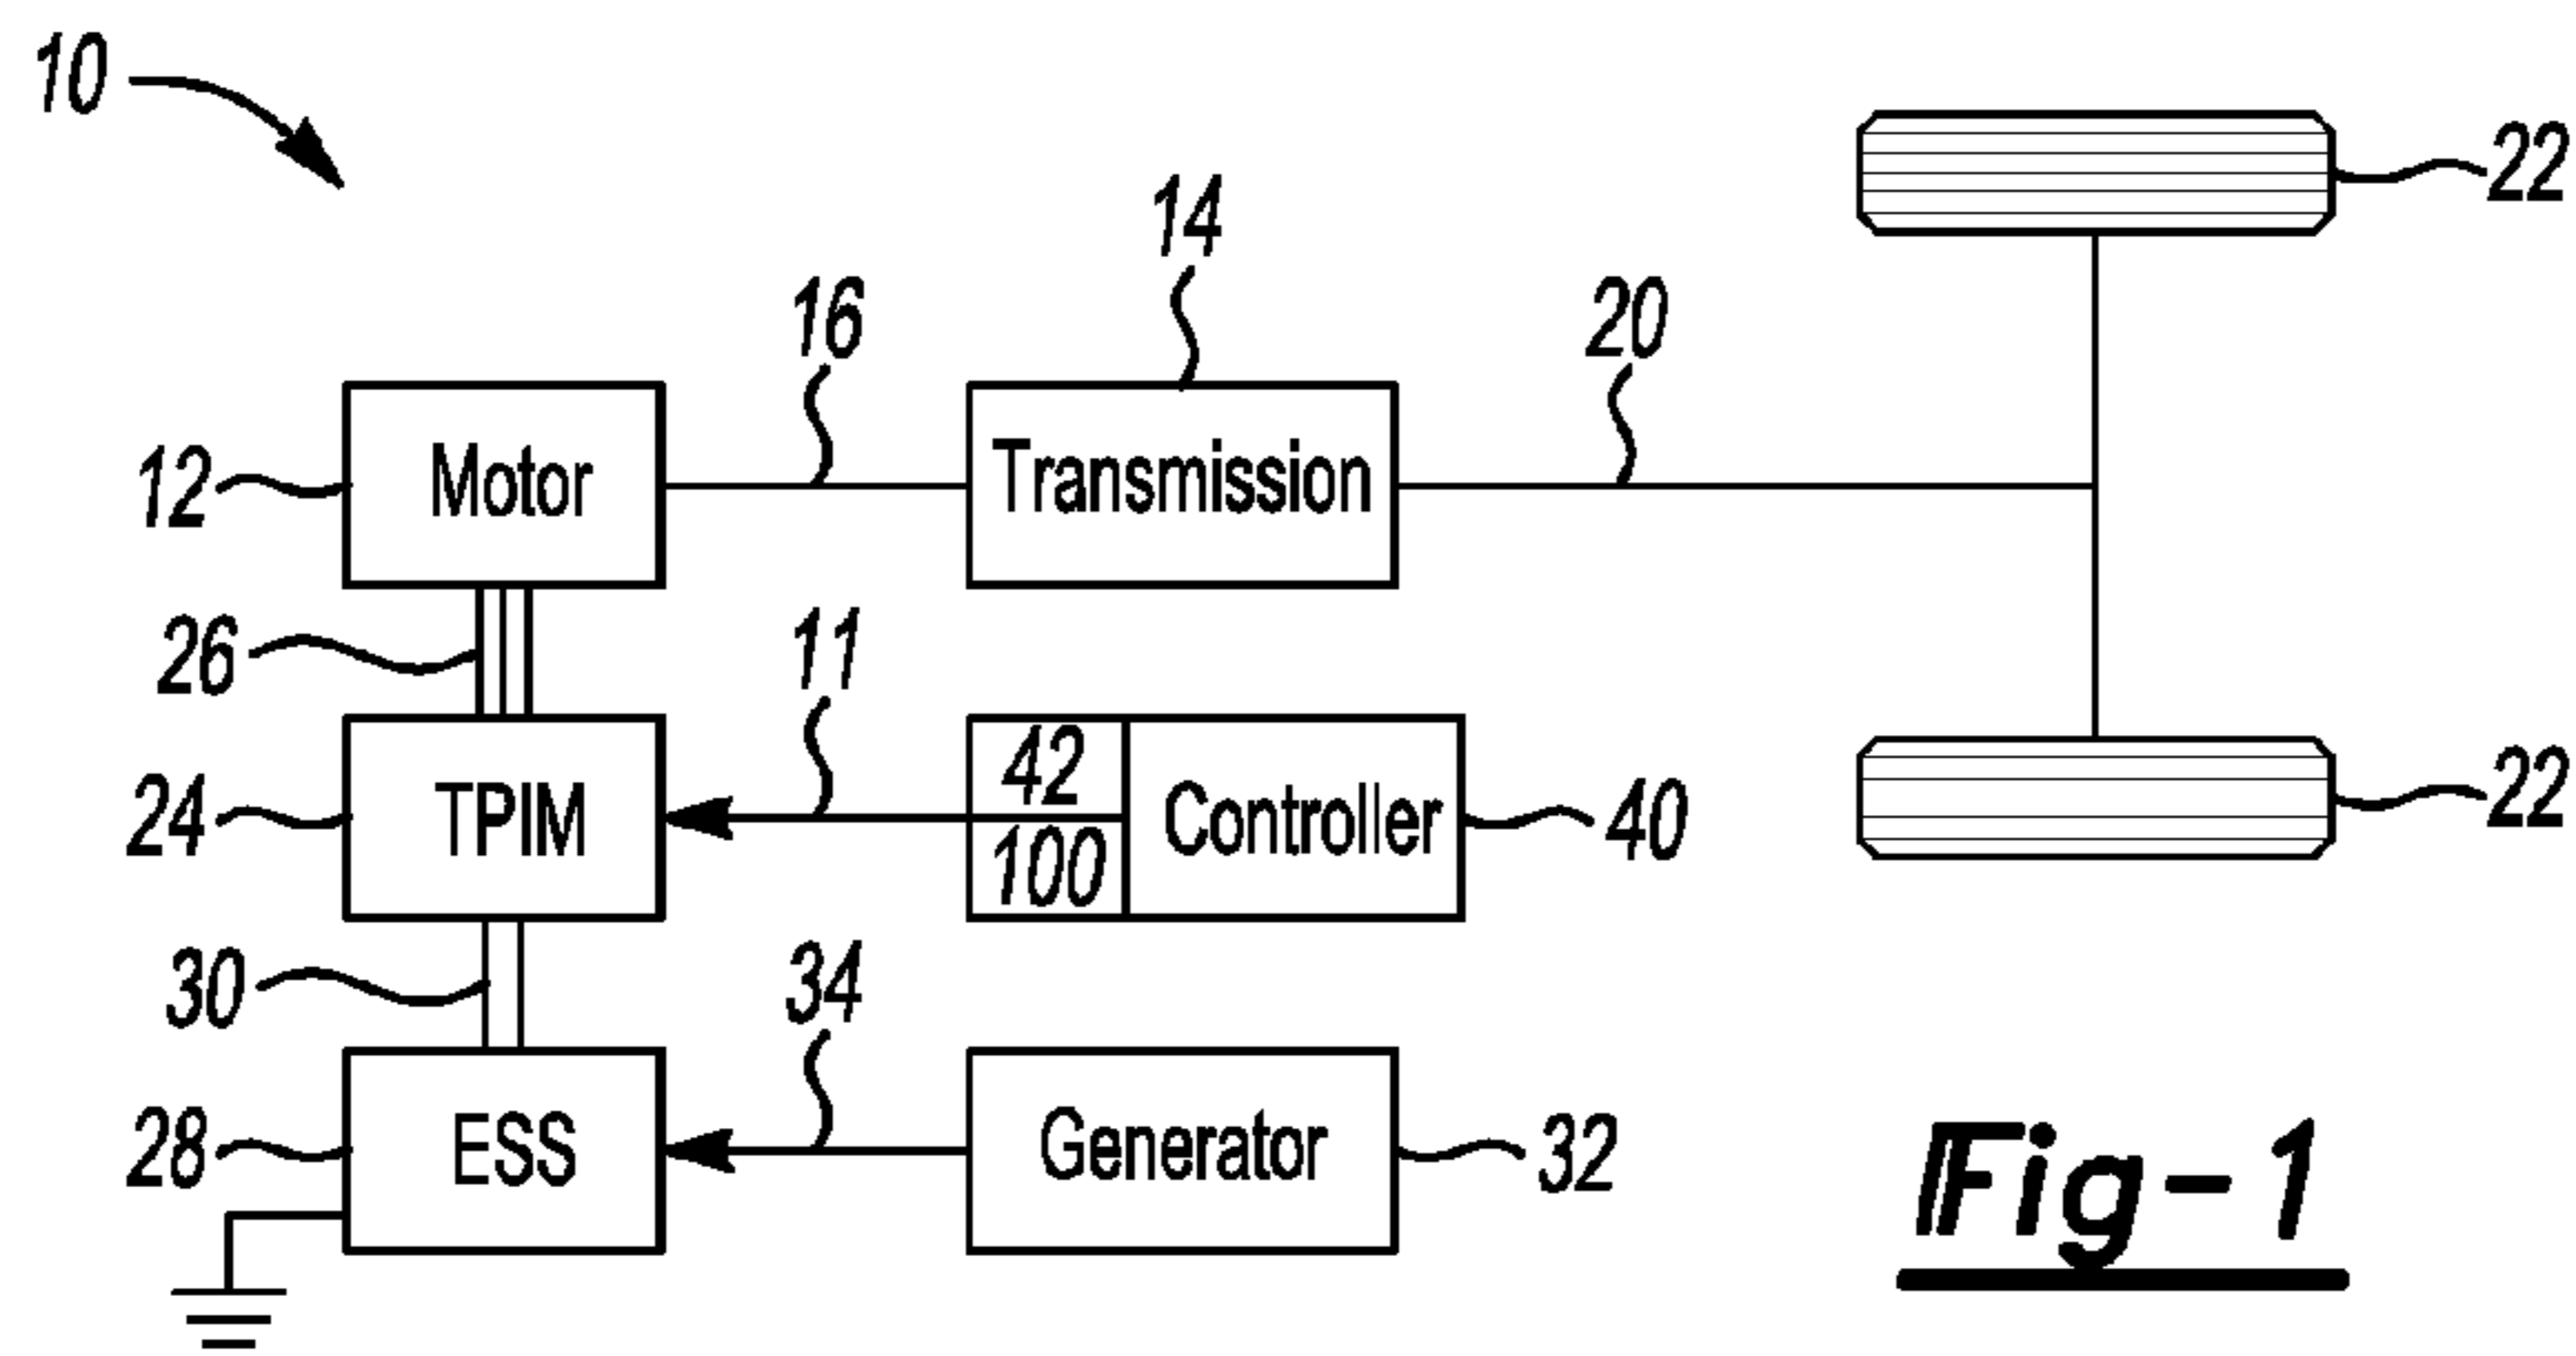 10
22
14
16
20
12
Motor
Transmission
26
11
24
TPIM
42
100
Controller
40
22
30
34
28
ESS
Generator
32
Fig-1